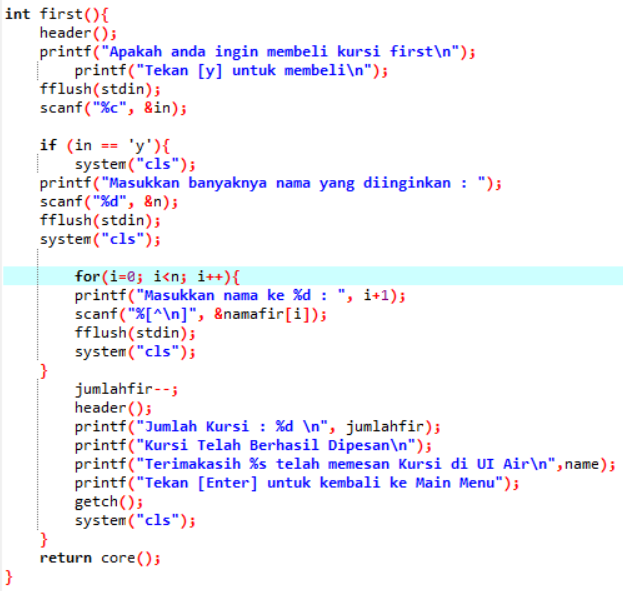 int first(){
header();
printf("Apakah anda ingin membeli kursi first\n");
printf("Tekan [y] untuk membeli\n");
fflush(stdin);
scanf("%c", &in);
if (in == 'y'){
system("cls");
printf("Masukkan banyaknya nama yang diinginkan : ");
scanf("%d", &n);
fflush(stdin);
system("cls");
for(i=0; i<n; i++){
printf("Masukkan nama ke %d : ", i+1);
scanf("%[^\n]", &namafir[i]);
fflush(stdin);
system("cls");
}
jumlahfir--;
header();
printf("Jumlah Kursi : %d \n", jumlahfir);
printf("Kursi Telah Berhasil Dipesan\n");
printf("Terimakasih %s telah memesan Kursi di UI Air\n",name);
printf("Tekan [Enter] untuk kembali ke Main Menu");
getch();
system("cls");
}
return core();
}